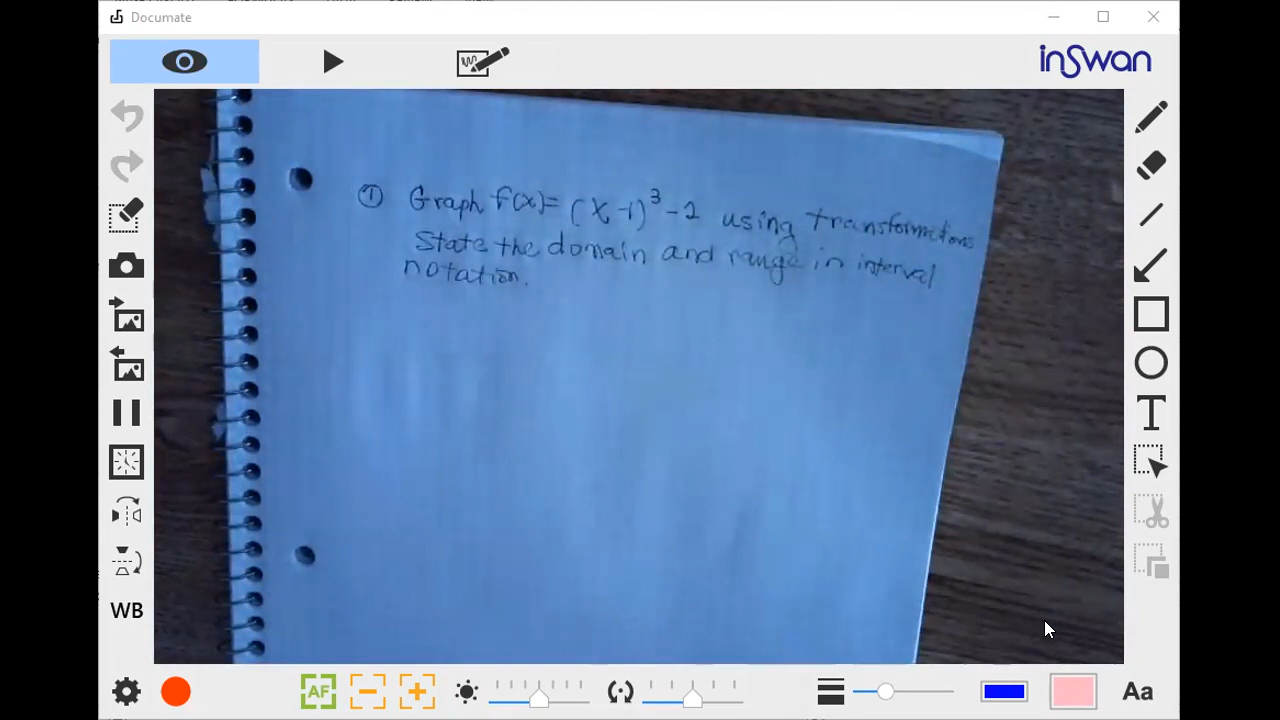 Documate
inSwan
① Graph f(x)= (x-1)³-2 using transformations
State the domain and range in interval
notation.
WB
AF
T
Aa